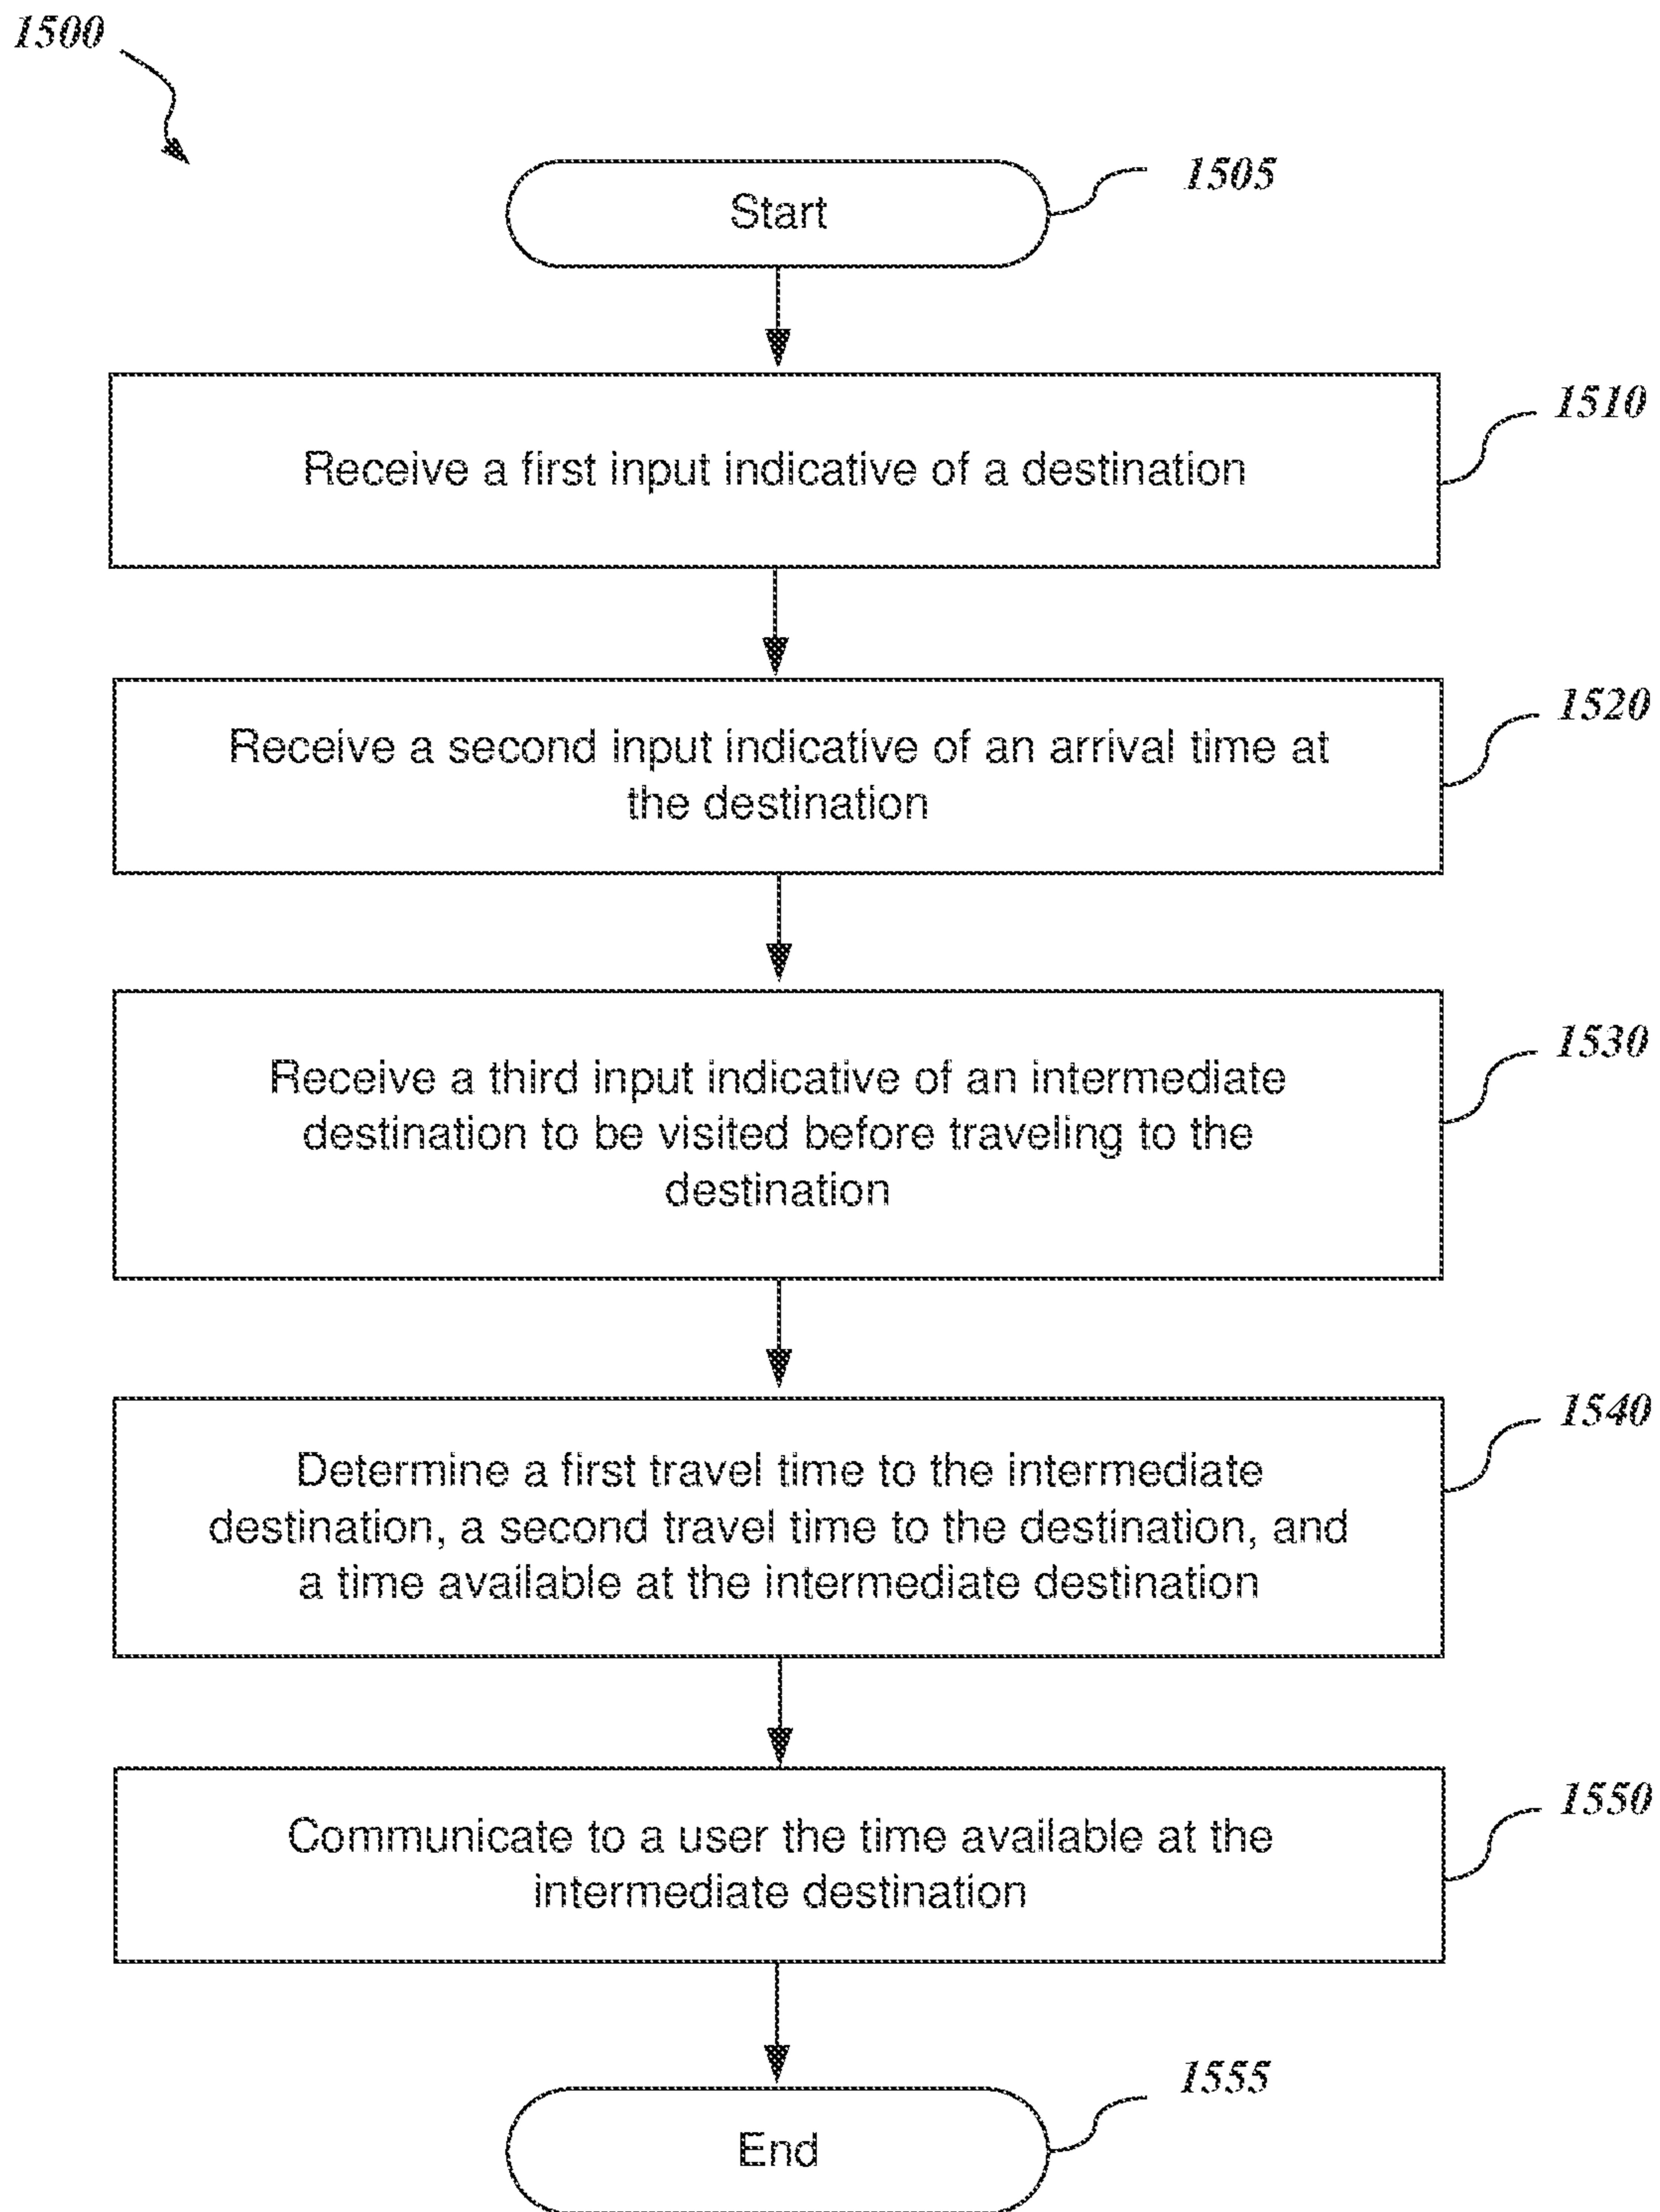 1500
Start
1505
Receive a first input indicative of a destination
1510
Receive a second input indicative of an arrival time at
the destination
1520
Receive a third input indicative of an intermediate
destination to be visited before traveling to the
destination
1530
Determine a first travel time to the intermediate
destination, a second travel time to the destination, and
a time available at the intermediate destination
1540
Communicate to a user the time available at the
intermediate destination
1550
End
1555